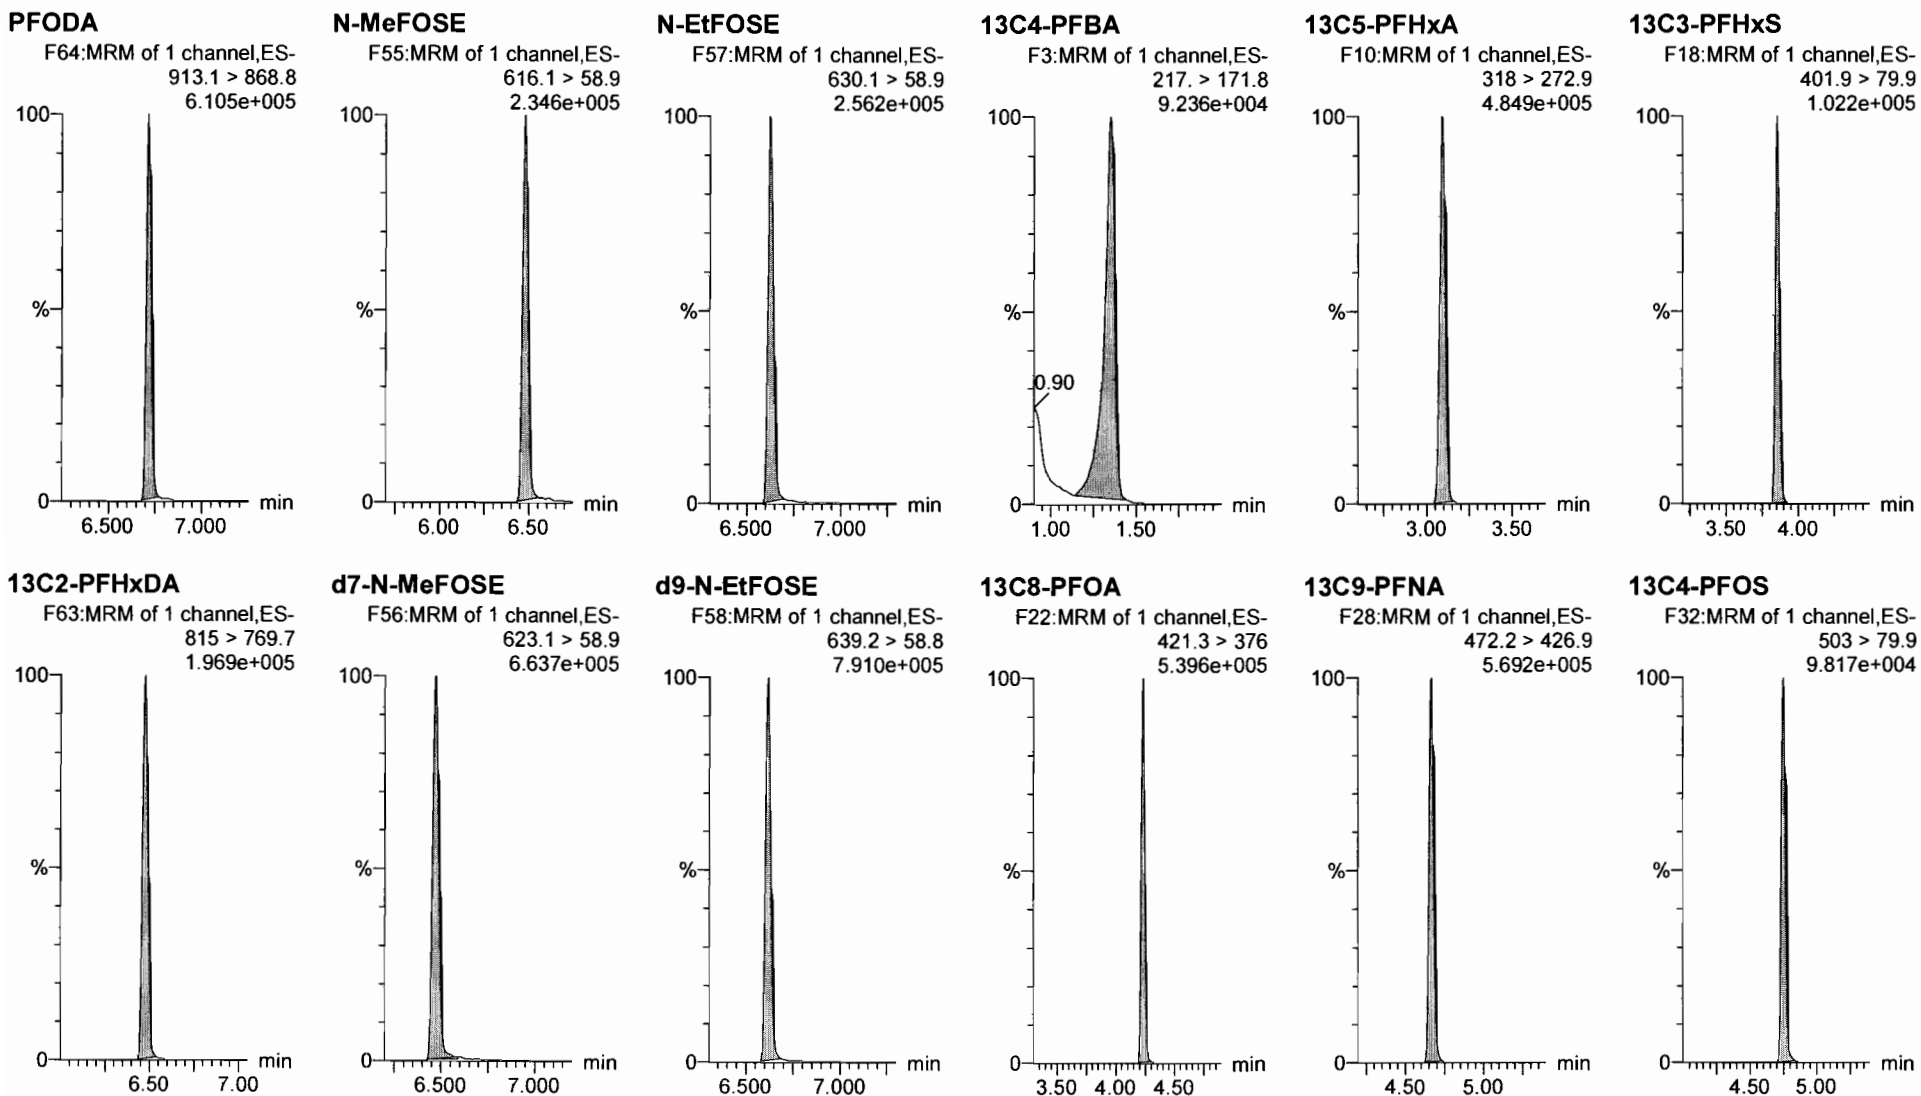 PFODA
F64:MRM of 1 channel,ES-
913.1 > 868.8
6.105e+005
100
%
0
min
6.500 7.000
N-MeFOSE
F55:MRM of 1 channel,ES-
616.1 > 58.9
2.346e+005
100
%
0
min
6.00 6.50
N-EtFOSE
F57:MRM of 1 channel,ES-
630.1 > 58.9
2.562e+005
100
%
0
min
6.500 7.000
13C4-PFBA
F3:MRM of 1 channel,ES-
217. > 171.8
9.236e+004
100
%
0.90
0
min
1.00 1.50
13C5-PFHxA
F10:MRM of 1 channel,ES-
318 > 272.9
4.849e+005
100
%
0
min
3.00 3.50
13C3-PFHxS
F18:MRM of 1 channel,ES-
401.9 > 79.9
1.022e+005
100
%
0
min
3.50 4.00
13C2-PFHxDA
F63:MRM of 1 channel,ES-
815 > 769.7
1.969e+005
100
%
0
min
6.50 7.00
d7-N-MeFOSE
F56:MRM of 1 channel,ES-
623.1 > 58.9
6.637e+005
100
%
0
min
6.500 7.000
d9-N-EtFOSE
F58:MRM of 1 channel,ES-
639.2 > 58.8
7.910e+005
100
%
0
min
6.500 7.000
13C8-PFOA
F22:MRM of 1 channel,ES-
421.3 > 376
5.396e+005
100
%
0
min
3.50 4.00 4.50
13C9-PFNA
F28:MRM of 1 channel,ES-
472.2 > 426.9
5.692e+005
100
%
0
min
4.50 5.00
13C4-PFOS
F32:MRM of 1 channel,ES-
503 > 79.9
9.817e+004
100
%
0
min
4.50 5.00